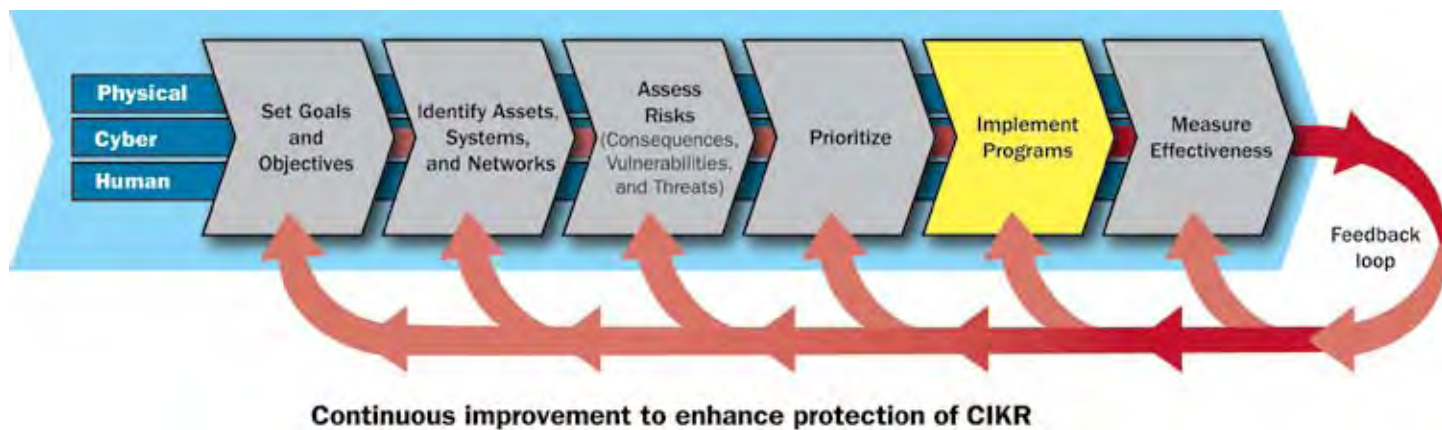 Physical
Cyber
Human
Set Goals
and
Objectives
Identify Assets,
Systems,
and Networks
Assess
Risks
(Consequences,
Vulnerabilities,
and Threats)
Prioritize
Implement
Programs
Measure
Effectiveness
Feedback
loop
Continuous improvement to enhance protection of CIKR